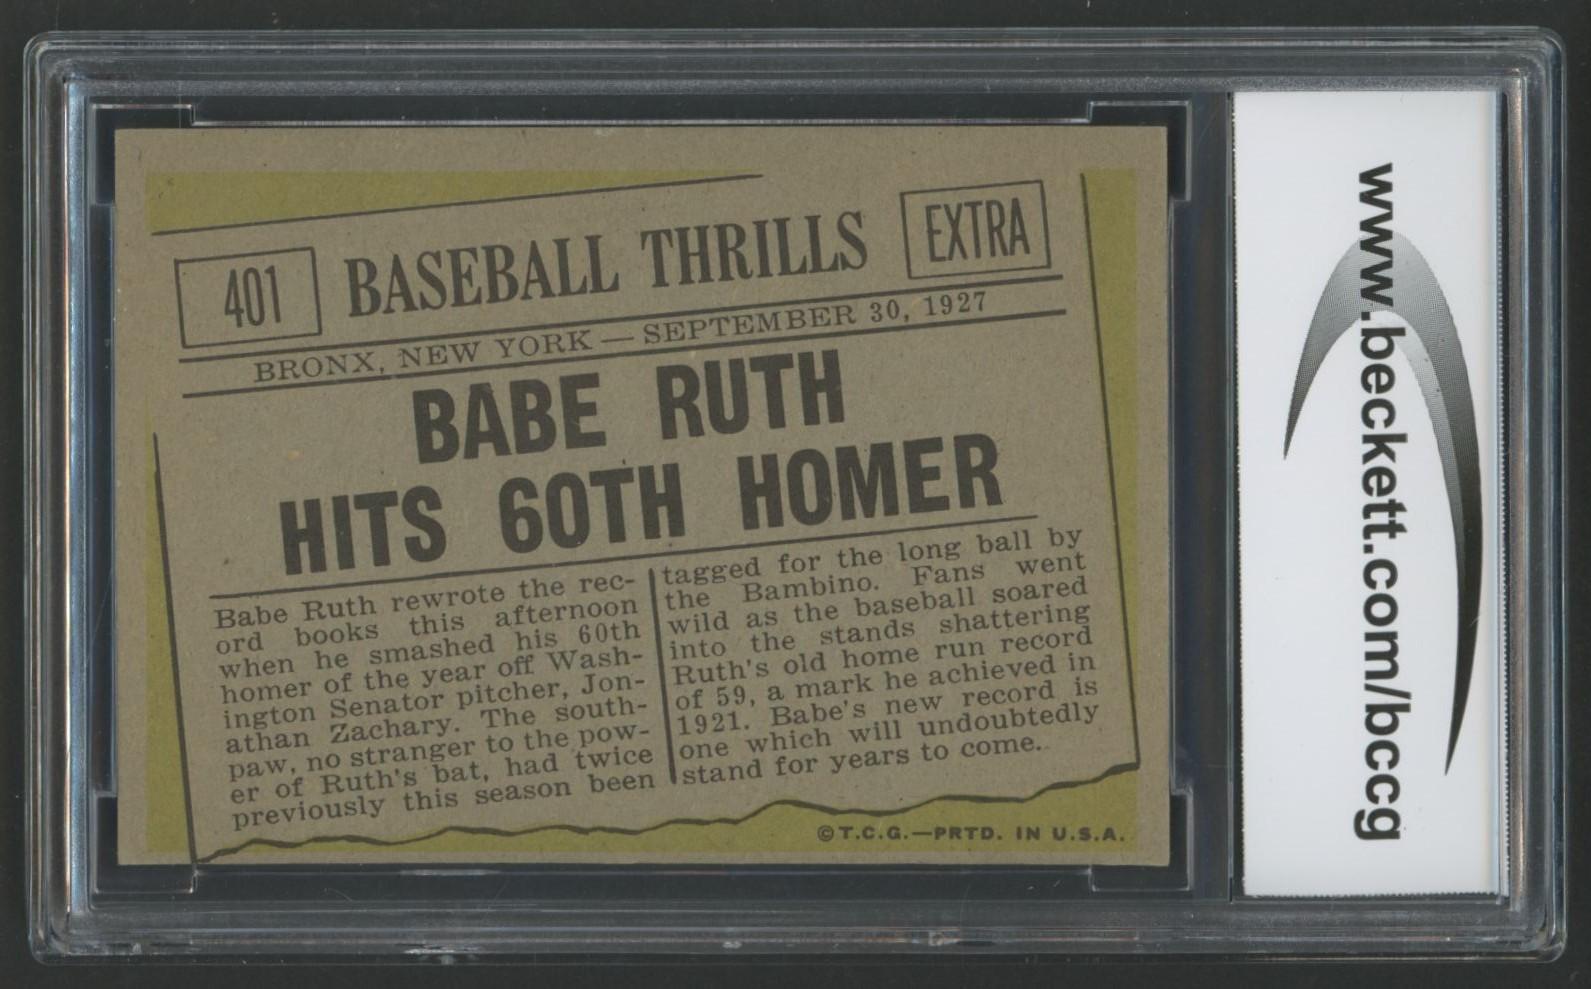 401
BASEBALL THRILLS
EXTRA
BRONX, NEW YORK — SEPTEMBER 30, 1927
BABE RUTH
HITS 60TH HOMER
Babe Ruth rewrote the rec-
ord books this afternoon
when he smashed his 60th
homer of the year off Wash-
ington Senator pitcher, Jon-
athan Zachary. The south-
paw, no stranger to the pow-
er of Ruth's bat, had twice
previously this season been
tagged for the long ball by
the Bambino. Fans went
wild as the baseball soared
into the stands shattering
Ruth's old home run record
of 59, a mark he achieved in
1921. Babe's new record is
one which will undoubtedly
stand for years to come.
©T.C.G.—PRTD. IN U.S.A.
www.beckett.com/bccg